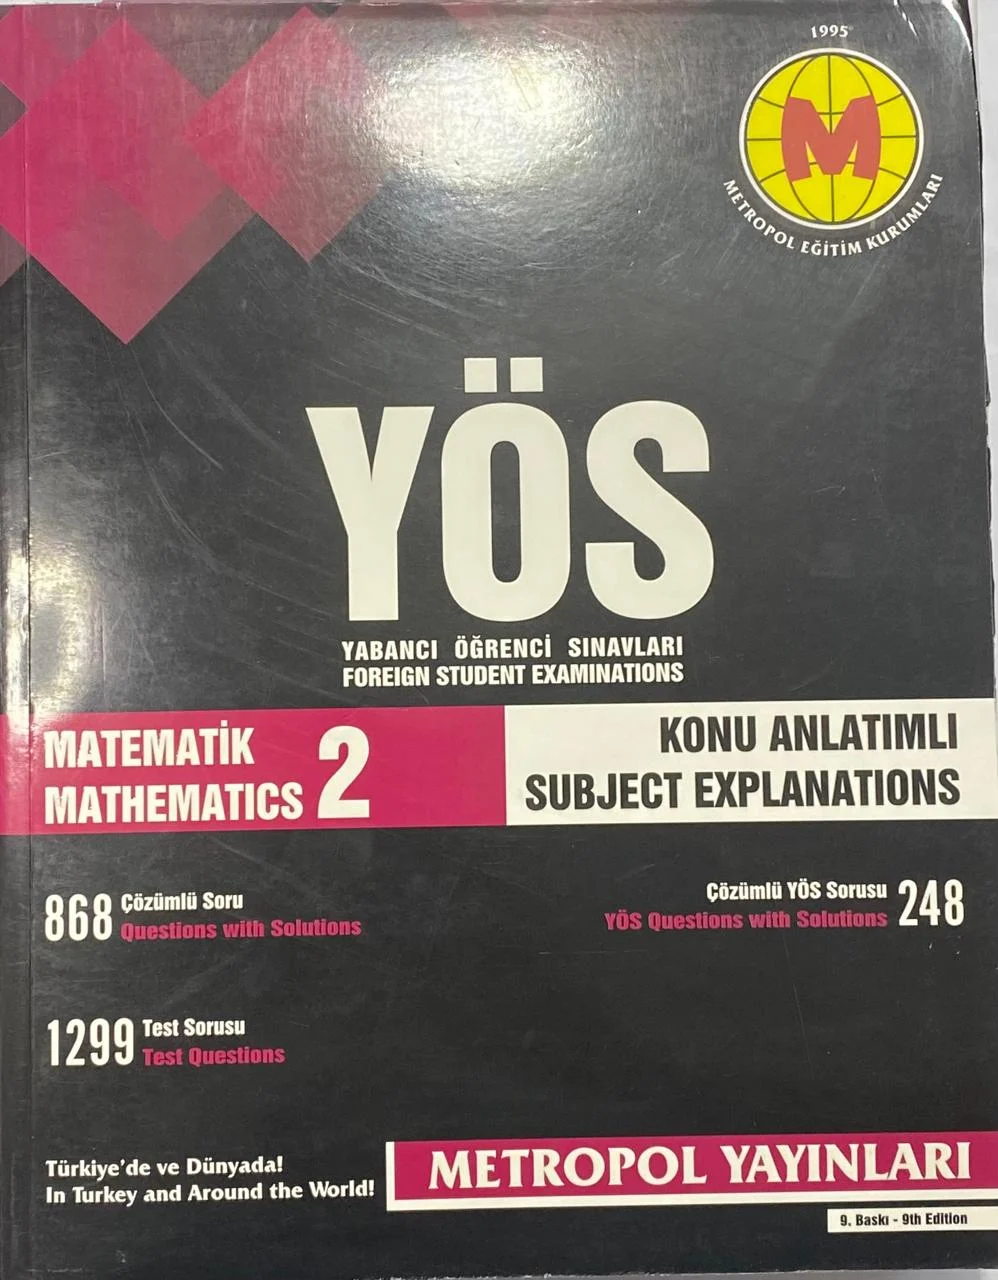 1995
M
METROPOL EĞİTİM KURUMLARI
YÖS
YABANCI ÖĞRENCİ SINAVLARI
FOREIGN STUDENT EXAMINATIONS
MATEMATİK
MATHEMATICS 2
KONU ANLATIMLI
SUBJECT EXPLANATIONS
868 Çözümlü Soru
Questions with Solutions
Çözümlü YÖS Sorusu 248
YÖS Questions with Solutions
1299 Test Sorusu
Test Questions
Türkiye'de ve Dünyada!
In Turkey and Around the World!
METROPOL YAYINLARI
9. Baskı - 9th Edition